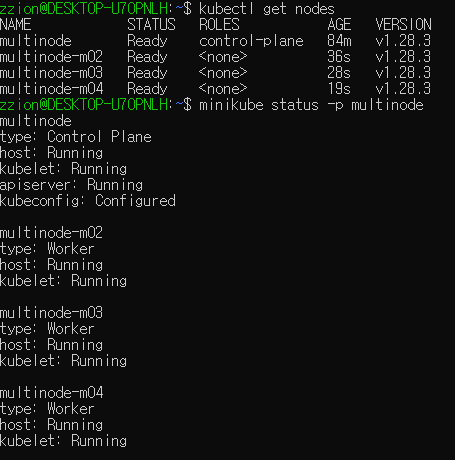 zzion@DESKTOP-U70PNLH:~$ kubectl get nodes
NAME STATUS ROLES AGE VERSION
multinode Ready control-plane 84m v1.28.3
multinode-m02 Ready <none> 36s v1.28.3
multinode-m03 Ready <none> 28s v1.28.3
multinode-m04 Ready <none> 19s v1.28.3
zzion@DESKTOP-U70PNLH:~$ minikube status -p multinode
multinode
type: Control Plane
host: Running
kubelet: Running
apiserver: Running
kubeconfig: Configured

multinode-m02
type: Worker
host: Running
kubelet: Running

multinode-m03
type: Worker
host: Running
kubelet: Running

multinode-m04
type: Worker
host: Running
kubelet: Running